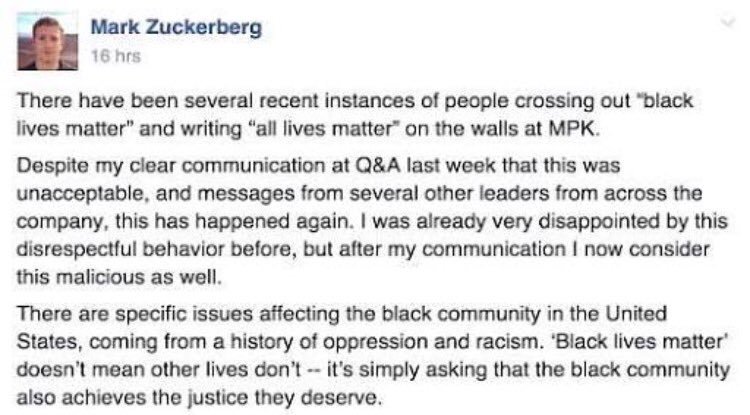 Mark Zuckerberg
16 hrs
There have been several recent instances of people crossing out "black
lives matter" and writing "all lives matter" on the walls at MPK.
Despite my clear communication at Q&A last week that this was
unacceptable, and messages from several other leaders from across the
company, this has happened again. I was already very disappointed by this
disrespectful behavior before, but after my communication I now consider
this malicious as well.
There are specific issues affecting the black community in the United
States, coming from a history of oppression and racism. 'Black lives matter'
doesn't mean other lives don't -- it's simply asking that the black community
also achieves the justice they deserve.